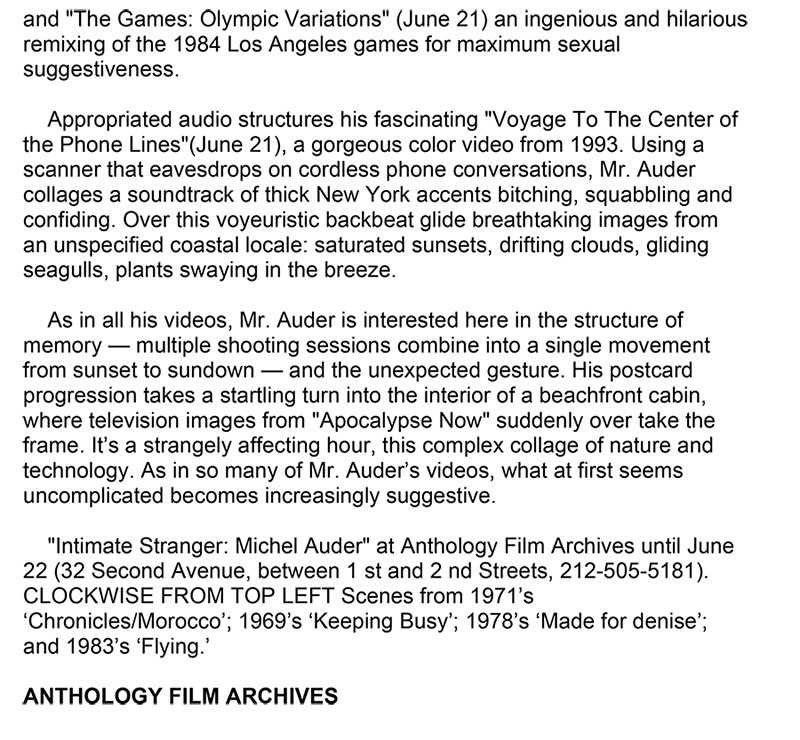 and "The Games: Olympic Variations" (June 21) an ingenious and hilarious
remixing of the 1984 Los Angeles games for maximum sexual
suggestiveness.
Appropriated audio structures his fascinating "Voyage To The Center of
the Phone Lines"(June 21), a gorgeous color video from 1993. Using a
scanner that eavesdrops on cordless phone conversations, Mr. Auder
collages a soundtrack of thick New York accents bitching, squabbling and
confiding. Over this voyeuristic backbeat glide breathtaking images from
an unspecified coastal locale: saturated sunsets, drifting clouds, gliding
seagulls, plants swaying in the breeze.
As in all his videos, Mr. Auder is interested here in the structure of
memory — multiple shooting sessions combine into a single movement
from sunset to sundown — and the unexpected gesture. His postcard
progression takes a startling turn into the interior of a beachfront cabin,
where television images from "Apocalypse Now" suddenly over take the
frame. It’s a strangely affecting hour, this complex collage of nature and
technology. As in so many of Mr. Auder’s videos, what at first seems
uncomplicated becomes increasingly suggestive.
"Intimate Stranger: Michel Auder" at Anthology Film Archives until June
22 (32 Second Avenue, between 1 st and 2 nd Streets, 212-505-5181).
CLOCKWISE FROM TOP LEFT Scenes from 1971’s
‘Chronicles/Morocco’; 1969’s ‘Keeping Busy’; 1978’s ‘Made for denise’;
and 1983’s ‘Flying.’
ANTHOLOGY FILM ARCHIVES